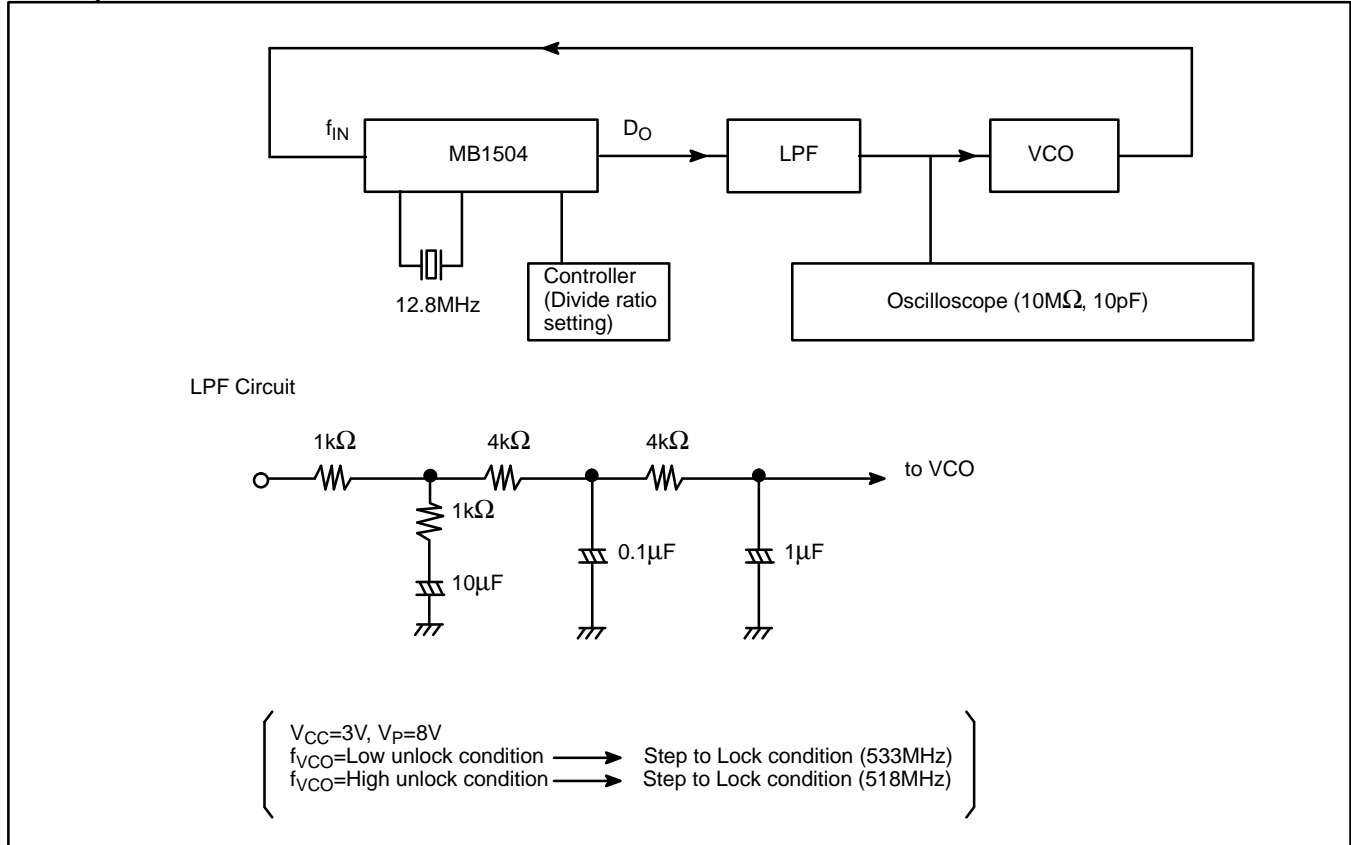 f_IN
MB1504
D_O
LPF
VCO
12.8MHz
Controller
(Divide ratio
setting)
Oscilloscope (10MΩ, 10pF)
LPF Circuit
1kΩ
4kΩ
4kΩ
to VCO
1kΩ
10µF
0.1µF
1µF
V_CC=3V, V_P=8V
f_VCO=Low unlock condition Step to Lock condition (533MHz)
f_VCO=High unlock condition Step to Lock condition (518MHz)